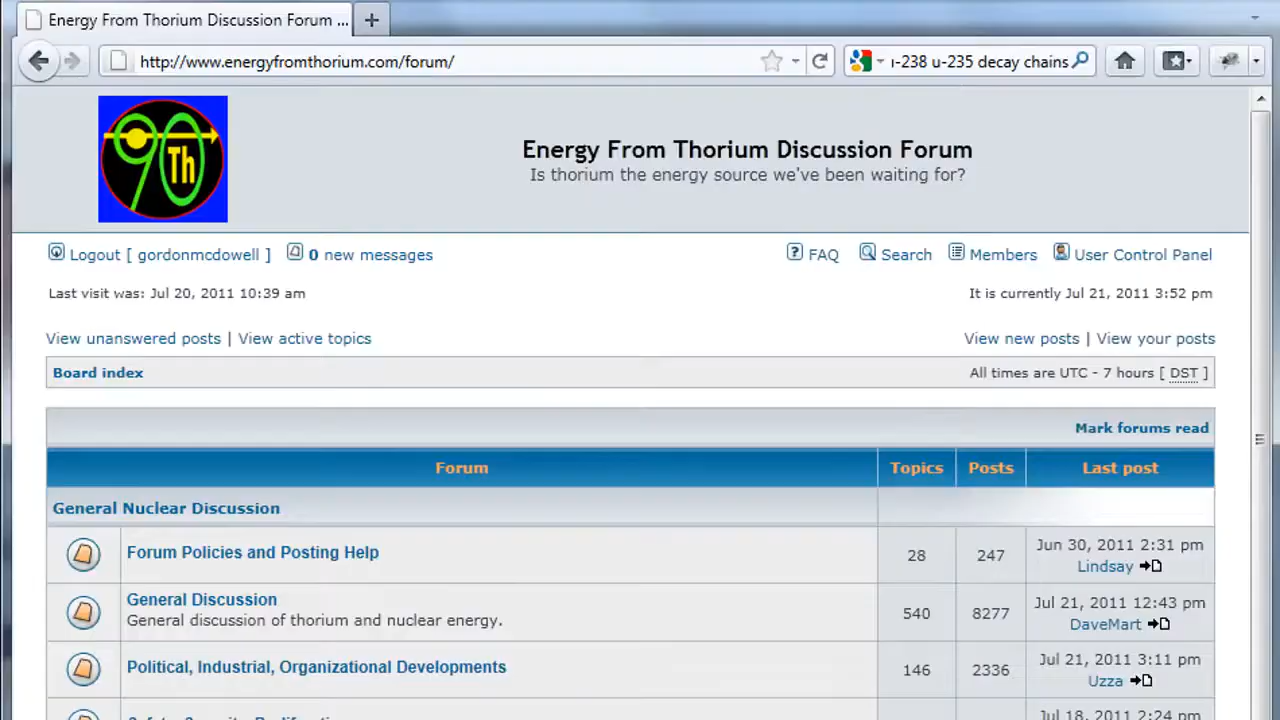 Energy From Thorium Discussion Forum ...
http://www.energyfromthorium.com/forum/
-238 u-235 decay chains
90
Th
Energy From Thorium Discussion Forum
Is thorium the energy source we've been waiting for?
Logout [ gordonmcdowell ] 0 new messages FAQ Search Members User Control Panel
Last visit was: Jul 20, 2011 10:39 am It is currently Jul 21, 2011 3:52 pm
View unanswered posts | View active topics View new posts | View your posts
Board index All times are UTC - 7 hours [ DST ]
Mark forums read
Forum Topics Posts Last post
General Nuclear Discussion
Forum Policies and Posting Help 28 247 Jun 30, 2011 2:31 pm
Lindsay
General Discussion 540 8277 Jul 21, 2011 12:43 pm
General discussion of thorium and nuclear energy. DaveMart
Political, Industrial, Organizational Developments 146 2336 Jul 21, 2011 3:11 pm
Uzza
Jul 18, 2011 2:24 pm